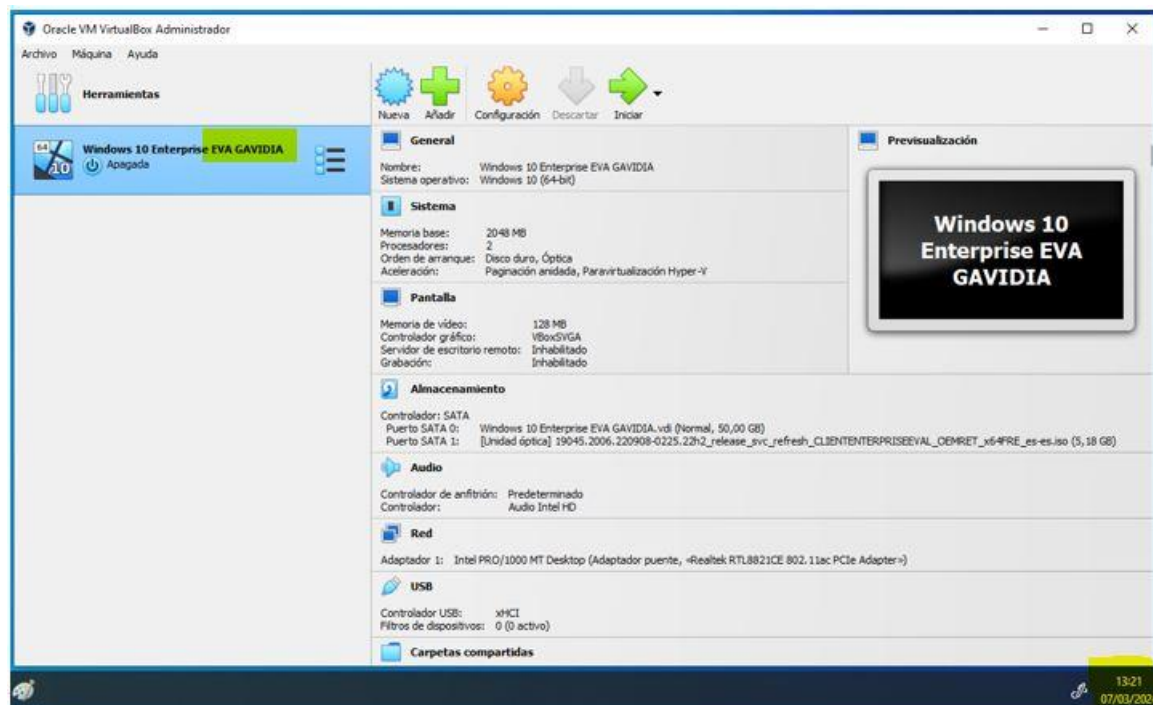 Oracle VM VirtualBox Administrador
Archivo Máquina Ayuda
Herramientas
Nueva Añadir Configuración Descartar Iniciar
64
10
Windows 10 Enterprise EVA GAVIDIA
Apagada
General
Nombre: Windows 10 Enterprise EVA GAVIDIA
Sistema operativo: Windows 10 (64-bit)
Sistema
Memoria base: 2048 MB
Procesadores: 2
Orden de arranque: Disco duro, Óptica
Aceleración: Paginación anidada, Paravirtualización Hyper-V
Pantalla
Memoria de vídeo: 128 MB
Controlador gráfico: VBoxSVGA
Servidor de escritorio remoto: Inhabilitado
Grabación: Inhabilitado
Previsualización
Windows 10
Enterprise EVA
GAVIDIA
Almacenamiento
Controlador: SATA
Puerto SATA 0: Windows 10 Enterprise EVA GAVIDIA.vdi (Normal, 50,00 GB)
Puerto SATA 1: [Unidad óptica] 19045.2006.220908-0225.22h2_release_svc_refresh_CLIENTENTERPRISEEVAL_OEMRET_x64FRE_es-es.iso (5,18 GB)
Audio
Controlador de anfitrión: Predeterminado
Controlador: Audio Intel HD
Red
Adaptador 1: Intel PRO/1000 MT Desktop (Adaptador puente, «Realtek RTL8821CE 802.11ac PCIe Adapter»)
USB
Controlador USB: xHCI
Filtros de dispositivos: 0 (0 activo)
Carpetas compartidas
13:21